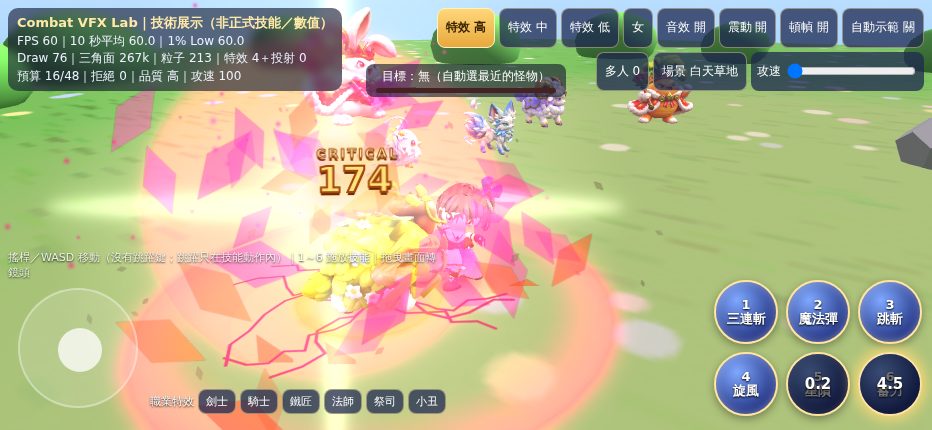 Combat VFX Lab｜技術展示（非正式技能／數值）
FPS 60｜10 秒平均 60.0｜1% Low 60.0
Draw 76｜三角面 267k｜粒子 213｜特效 4＋投射 0
預算 16/48｜拒絕 0｜品質 高｜攻速 100
特效 高
特效 中
特效 低
女
音效 開
震動 開
頓幀 開
自動示範 關
多人 0
場景 白天草地
攻速
目標：無（自動選最近的怪物）
CRITICAL
174
搖桿／WASD 移動（沒有跳躍鍵；跳躍只在技能動作內）｜1～6 施放技能｜拖曳畫面轉
鏡頭
1
三連斬
2
魔法彈
3
跳斬
4
旋風
0.2
4.5
蓄力
職業特效
劍士
騎士
鐵匠
法師
祭司
小丑